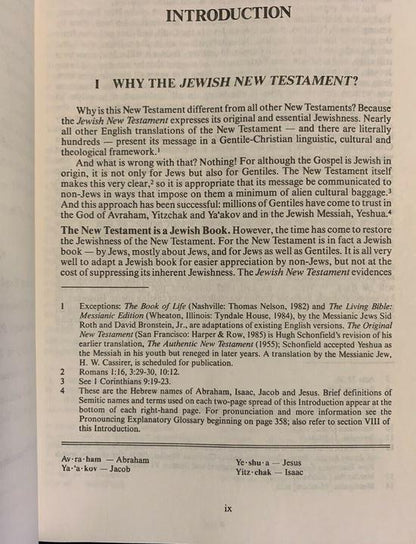 INTRODUCTION
I WHY THE JEWISH NEW TESTAMENT?
Why is this New Testament different from all other New Testaments? Because
the Jewish New Testament expresses its original and essential Jewishness. Nearly
all other English translations of the New Testament — and there are literally
hundreds — present its message in a Gentile-Christian linguistic, cultural and
theological framework.¹
And what is wrong with that? Nothing! For although the Gospel is Jewish in
origin, it is not only for Jews but also for Gentiles. The New Testament itself
makes this very clear,² so it is appropriate that its message be communicated to
non-Jews in ways that impose on them a minimum of alien cultural baggage.³
And this approach has been successful: millions of Gentiles have come to trust in
the God of Avraham, Yitzchak and Ya'akov and in the Jewish Messiah, Yeshua.⁴
The New Testament is a Jewish Book. However, the time has come to restore
the Jewishness of the New Testament. For the New Testament is in fact a Jewish
book — by Jews, mostly about Jews, and for Jews as well as Gentiles. It is all very
well to adapt a Jewish book for easier appreciation by non-Jews, but not at the
cost of suppressing its inherent Jewishness. The Jewish New Testament evidences
1 Exceptions: The Book of Life (Nashville: Thomas Nelson, 1982) and The Living Bible:
Messianic Edition (Wheaton, Illinois: Tyndale House, 1984), by the Messianic Jews Sid
Roth and David Bronstein, Jr., are adaptations of existing English versions. The Original
New Testament (San Francisco: Harper & Row, 1985) is Hugh Schonfield's revision of his
earlier translation, The Authentic New Testament (1955); Schonfield accepted Yeshua as
the Messiah in his youth but reneged in later years. A translation by the Messianic Jew,
H. W. Cassirer, is scheduled for publication.
2 Romans 1:16, 3:29-30, 10:12.
3 See 1 Corinthians 9:19-23.
4 These are the Hebrew names of Abraham, Isaac, Jacob and Jesus. Brief definitions of
Semitic names and terms used on each two-page spread of this Introduction appear at the
bottom of each right-hand page. For pronunciation and more information see the
Pronouncing Explanatory Glossary beginning on page 358; also refer to section VIII of
this Introduction.
Av·ra·ham — Abraham
Ya·'a·kov — Jacob
Ye·shu·a — Jesus
Yitz·chak — Isaac
ix